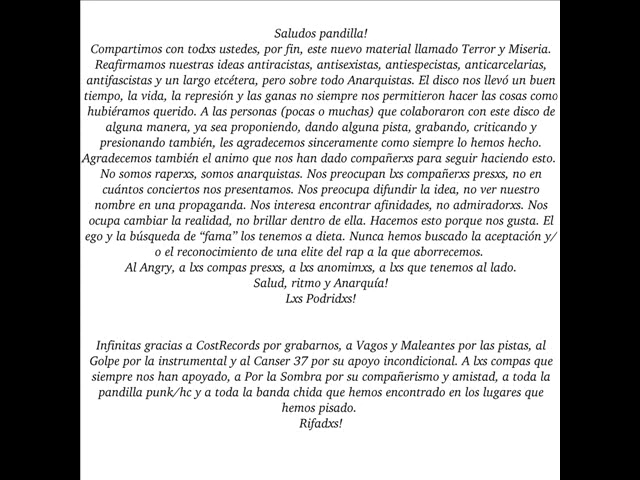 Saludos pandilla!
Compartimos con todxs ustedes, por fin, este nuevo material llamado Terror y Miseria.
Reafirmamos nuestras ideas antiracistas, antisexistas, antiespecistas, anticarcelarias,
antifascistas y un largo etcétera, pero sobre todo Anarquistas. El disco nos llevó un buen
tiempo, la vida, la represión y las ganas no siempre nos permitieron hacer las cosas como
hubiéramos querido. A las personas (pocas o muchas) que colaboraron con este disco de
alguna manera, ya sea proponiendo, dando alguna pista, grabando, criticando y
presionando también, les agradecemos sinceramente como siempre lo hemos hecho.
Agradecemos también el animo que nos han dado compañerxs para seguir haciendo esto.
No somos raperxs, somos anarquistas. Nos preocupan lxs compañerxs presxs, no en
cuántos conciertos nos presentamos. Nos preocupa difundir la idea, no ver nuestro
nombre en una propaganda. Nos interesa encontrar afinidades, no admiradorxs. Nos
ocupa cambiar la realidad, no brillar dentro de ella. Hacemos esto porque nos gusta. El
ego y la búsqueda de “fama” los tenemos a dieta. Nunca hemos buscado la aceptación y/
o el reconocimiento de una elite del rap a la que aborrecemos.
Al Angry, a lxs compas presxs, a lxs anomimxs, a lxs que tenemos al lado.
Salud, ritmo y Anarquía!
Lxs Podridxs!
Infinitas gracias a CostRecords por grabarnos, a Vagos y Maleantes por las pistas, al
Golpe por la instrumental y al Canser 37 por su apoyo incondicional. A lxs compas que
siempre nos han apoyado, a Por la Sombra por su compañerismo y amistad, a toda la
pandilla punk/hc y a toda la banda chida que hemos encontrado en los lugares que
hemos pisado.
Rifadxs!